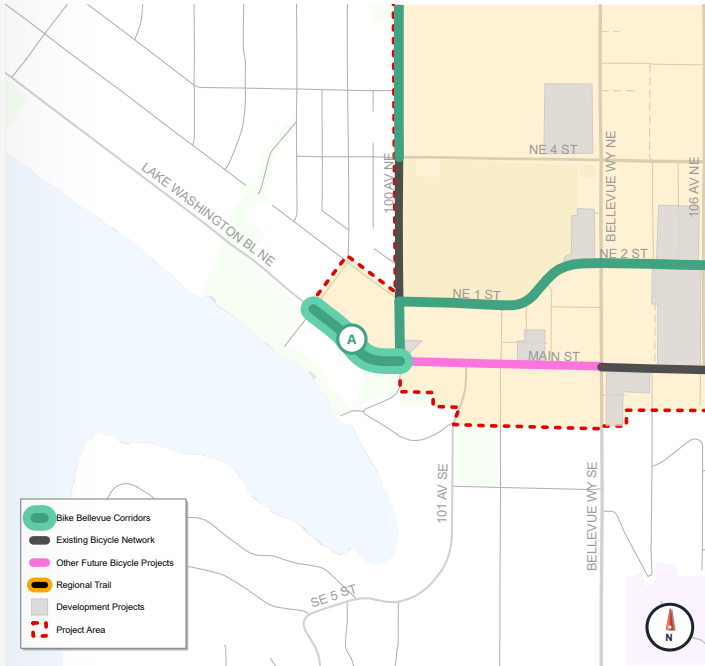 NE 4 ST
100 AV NE
BELLEVUE WY NE
106 AV NE
LAKE WASHINGTON BL NE
NE 2 ST
NE 1 ST
A
MAIN ST
101 AV SE
BELLEVUE WY SE
SE 5 ST
Bike Bellevue Corridors
Existing Bicycle Network
Other Future Bicycle Projects
Regional Trail
Development Projects
Project Area
N